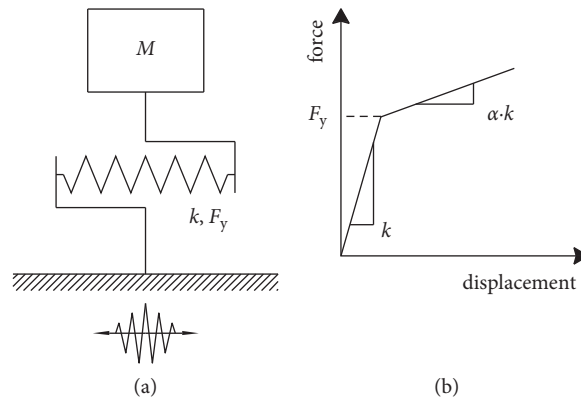 M
k, F_y
(a)
force
F_y
α·k
k
displacement
(b)